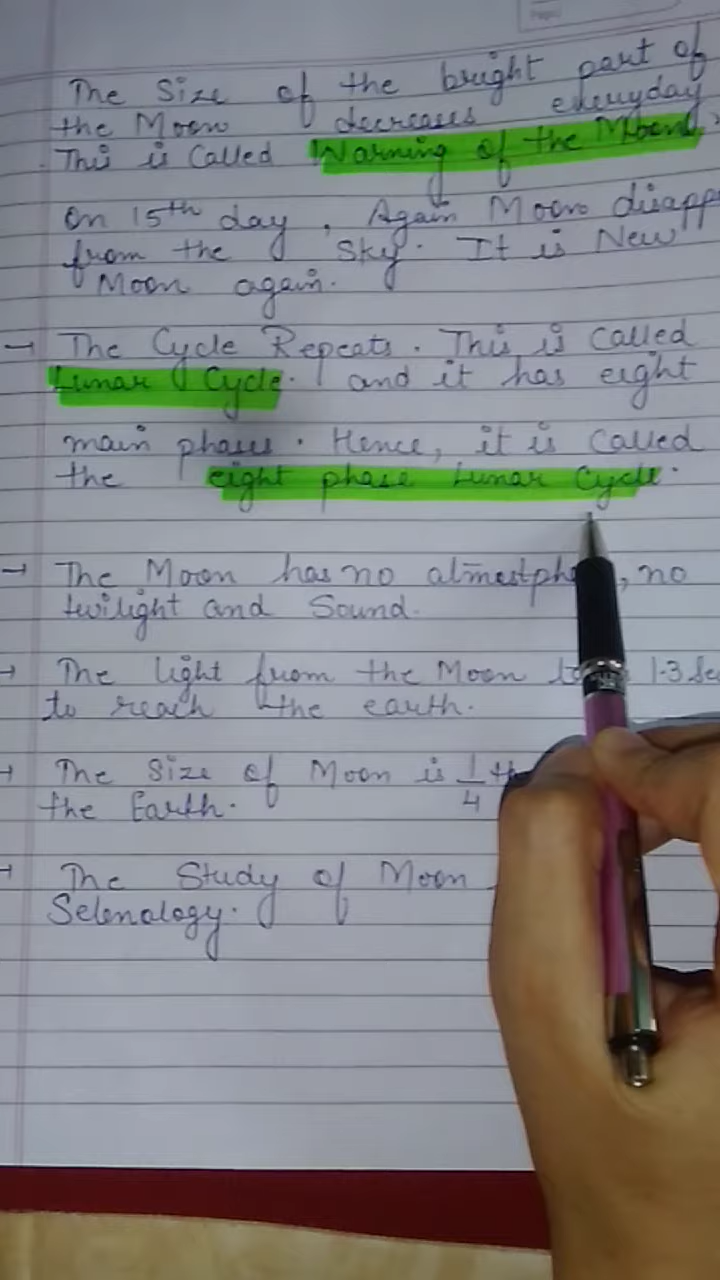 The Size of the bright part of
the Moon decreases everyday
This is Called Warning of the Moon.
On 15th day, Again Moon disapp
from the Sky. It is New
Moon again.
→ The Cycle Repeats. This is called
Lunar Cycle. and it has eight
main phases. Hence, it is called
the eight phase Lunar Cycle.
→ The Moon has no , no
twilight and Sound.
→ The light from the Moon 1.3 Se
to reach the earth.
→ The Size of Moon is 1/4 th
the Earth.
→ The Study of Moon
Selenology.